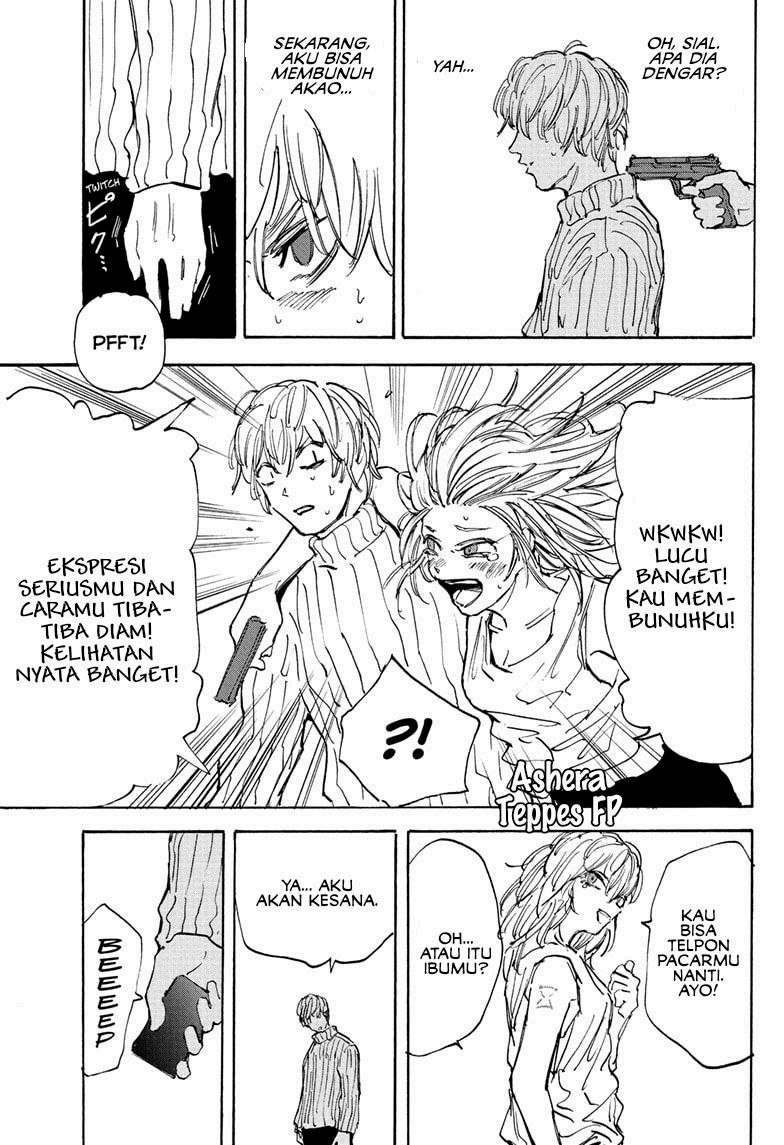 OH, SIAL.
APA DIA
DENGAR?
YAH...
SEKARANG,
AKU BISA
MEMBUNUH
AKAO...
TWITCH
ピク...
PFFT!
WKWKW!
LUCU
BANGET!
KAU MEM-
BUNUHKU!
?!
EKSPRESI
SERIUSMU DAN
CARAMU TIBA-
TIBA DIAM!
KELIHATAN
NYATA BANGET!
Ashera
Teppes FP
KAU
BISA
TELPON
PACARMU
NANTI.
AYO!
OH...
ATAU ITU
IBUMU?
YA... AKU
AKAN KESANA.
BEEEEP